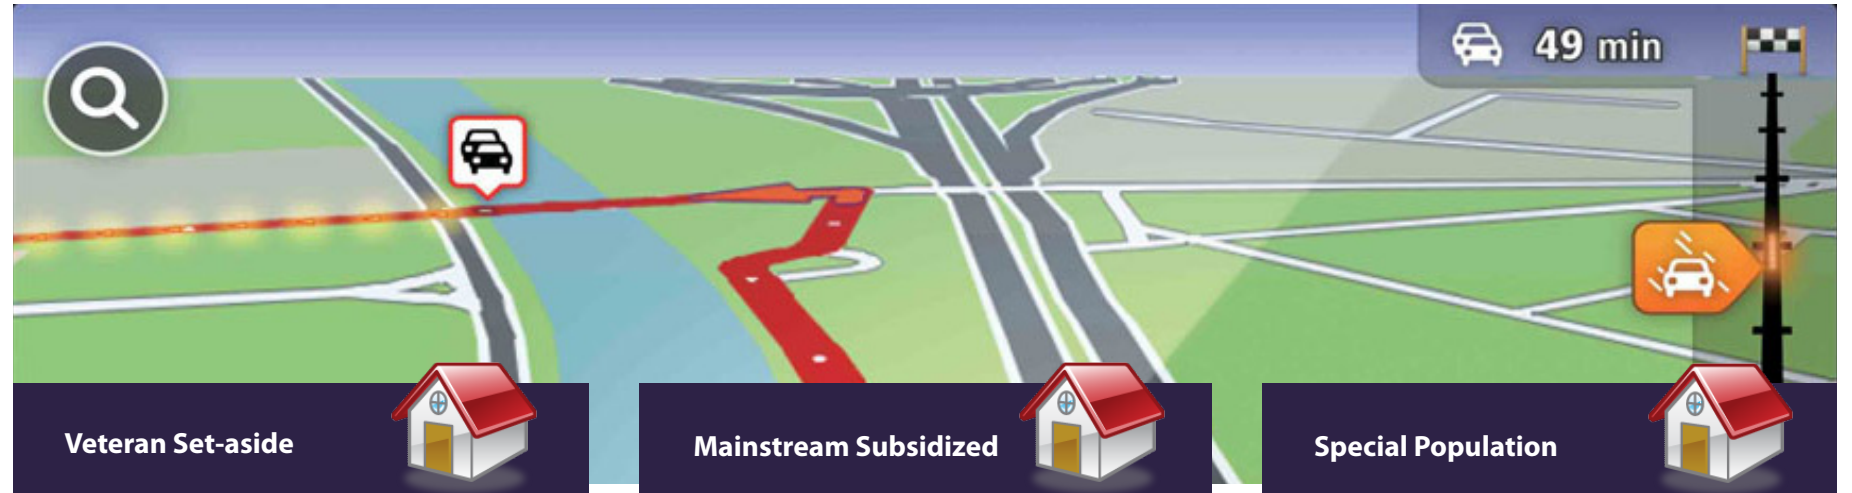 49 min
Veteran Set-aside
Mainstream Subsidized
Special Population